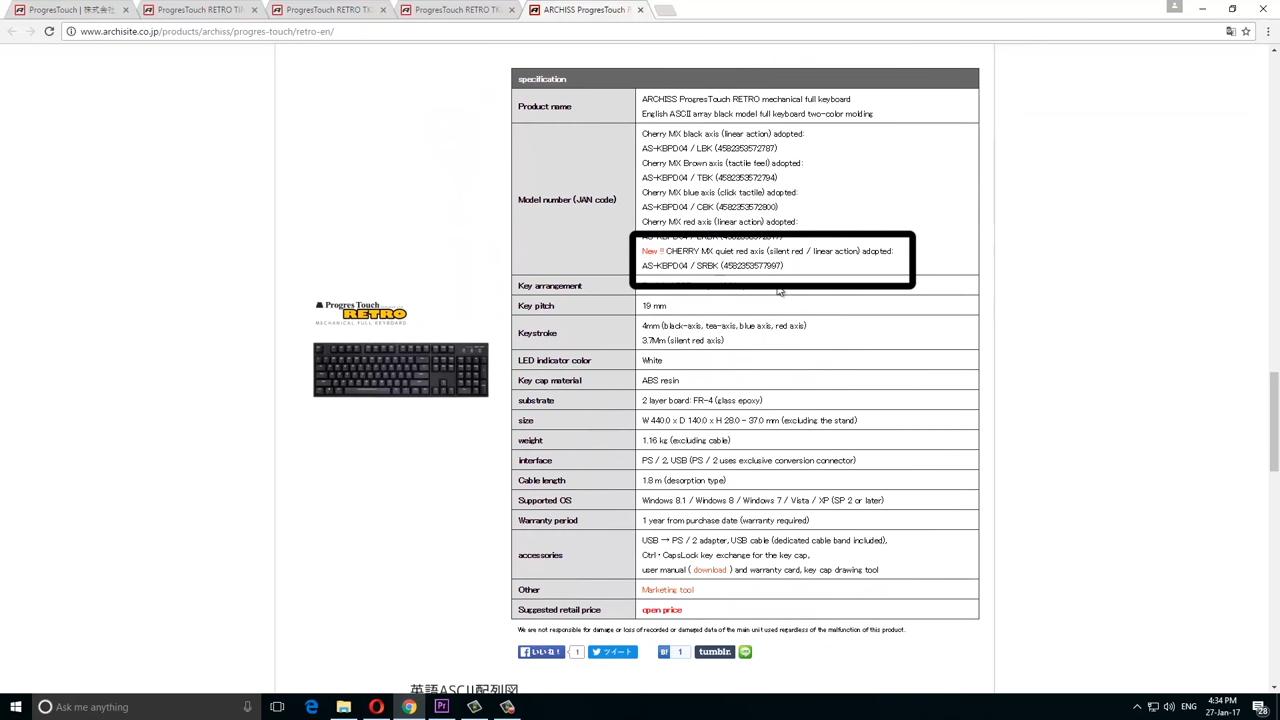 ProgresTouch | 株式会社
ProgresTouch RETRO TI
ProgresTouch RETRO TK
ProgresTouch RETRO TK
ARCHISS ProgresTouch R
www.archisite.co.jp/products/archiss/progres-touch/retro-en/
specification
Product name
ARCHISS ProgresTouch RETRO mechanical full keyboard
English ASCII array black model full keyboard two-color molding
Model number (JAN code)
Cherry MX black axis (linear action) adopted:
AS-KBPD04 / LBK (4582353572787)
Cherry MX Brown axis (tactile feel) adopted:
AS-KBPD04 / TBK (4582353572794)
Cherry MX blue axis (click tactile) adopted:
AS-KBPD04 / CBK (4582353572800)
Cherry MX red axis (linear action) adopted:
New !! CHERRY MX quiet red axis (silent red / linear action) adopted:
AS-KBPD04 / SRBK (4582353577997)
Key arrangement
Key pitch
19 mm
Keystroke
4mm (black-axis, tea-axis, blue axis, red axis)
3.7Mm (silent red axis)
LED indicator color
White
Key cap material
ABS resin
substrate
2 layer board: FR-4 (glass epoxy)
size
W 440.0 x D 140.0 x H 28.0 - 37.0 mm (excluding the stand)
weight
1.16 kg (excluding cable)
interface
PS / 2, USB (PS / 2 uses exclusive conversion connector)
Cable length
1.8 m (desorption type)
Supported OS
Windows 8.1 / Windows 8 / Windows 7 / Vista / XP (SP 2 or later)
Warranty period
1 year from purchase date (warranty required)
accessories
USB → PS / 2 adapter, USB cable (dedicated cable band included),
Ctrl・CapsLock key exchange for the key cap,
user manual ( download ) and warranty card, key cap drawing tool
Other
Marketing tool
Suggested retail price
open price
We are not responsible for damage or loss of recorded or damaged data of the main unit used regardless of the malfunction of this product.
Progres Touch
RETRO
MECHANICAL FULL KEYBOARD
いいね！ 1
ツイート
B! 1
tumblr.
英語ASCII配列図
Ask me anything
ENG
4:34 PM
27-Jan-17
28